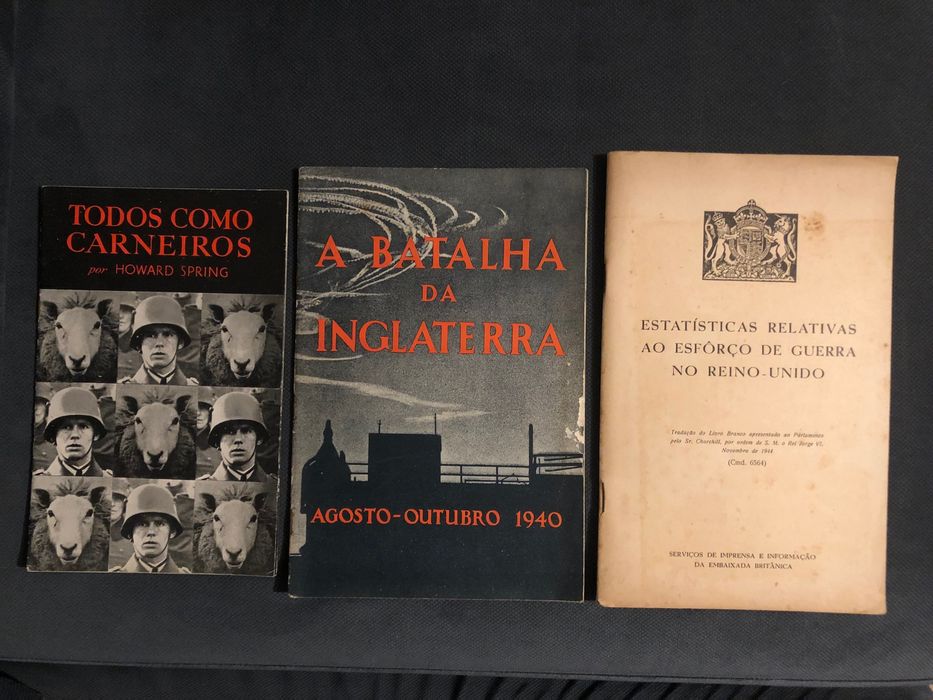 TODOS COMO
CARNEIROS
por HOWARD SPRING
A BATALHA
DA
INGLATERRA
AGOSTO-OUTUBRO 1940
ESTATÍSTICAS RELATIVAS
AO ESFÔRÇO DE GUERRA
NO REINO-UNIDO
Tradução do Livro Branco apresentado ao Parlamento
pelo Sr. Churchill, por ordem de S. M. o Rei Jorge VI,
Novembro de 1944
(Cmd. 6564)
SERVIÇOS DE IMPRENSA E INFORMAÇÃO
DA EMBAIXADA BRITÂNICA